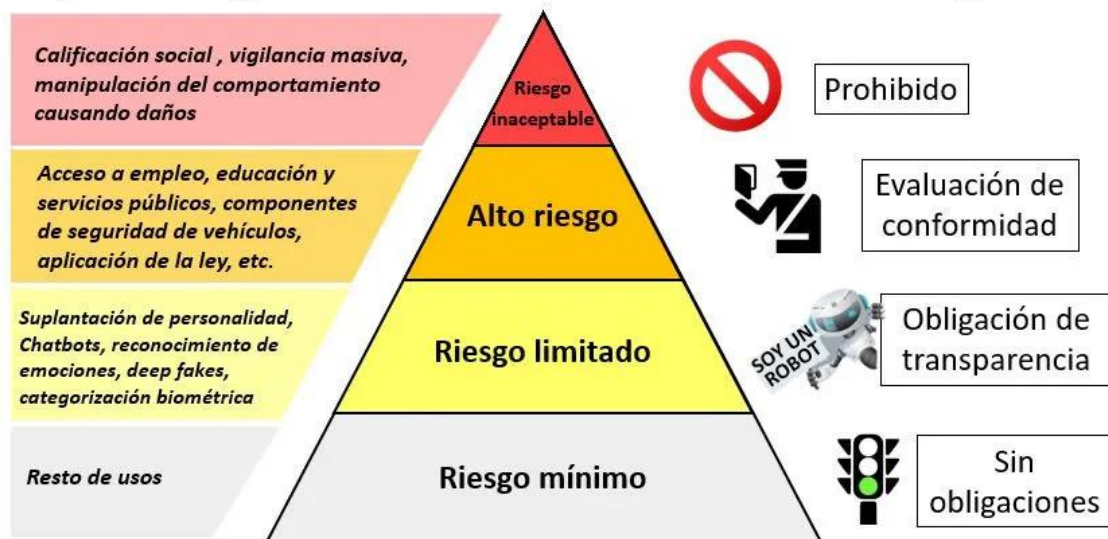 Calificación social , vigilancia masiva,
manipulación del comportamiento
causando daños
Riesgo
inaceptable
Prohibido
Acceso a empleo, educación y
servicios públicos, componentes
de seguridad de vehículos,
aplicación de la ley, etc.
Alto riesgo
Evaluación de
conformidad
Suplantación de personalidad,
Chatbots, reconocimiento de
emociones, deep fakes,
categorización biométrica
Riesgo limitado
SOY UN
ROBOT
Obligación de
transparencia
Resto de usos
Riesgo mínimo
Sin
obligaciones